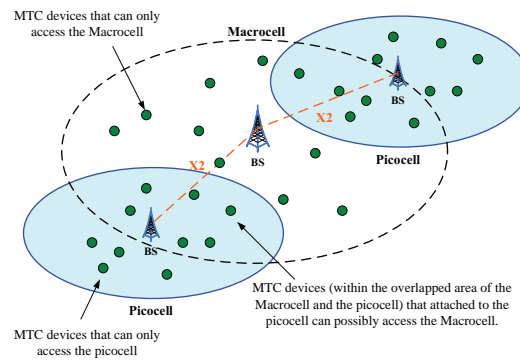 MTC devices that can only
access the Macrocell
Macrocell
BS
X2
BS
Picocell
X2
BS
Picocell
MTC devices (within the overlapped area of the
Macrocell and the picocell) that attached to the
picocell can possibly access the Macrocell.
MTC devices that can only
access the picocell